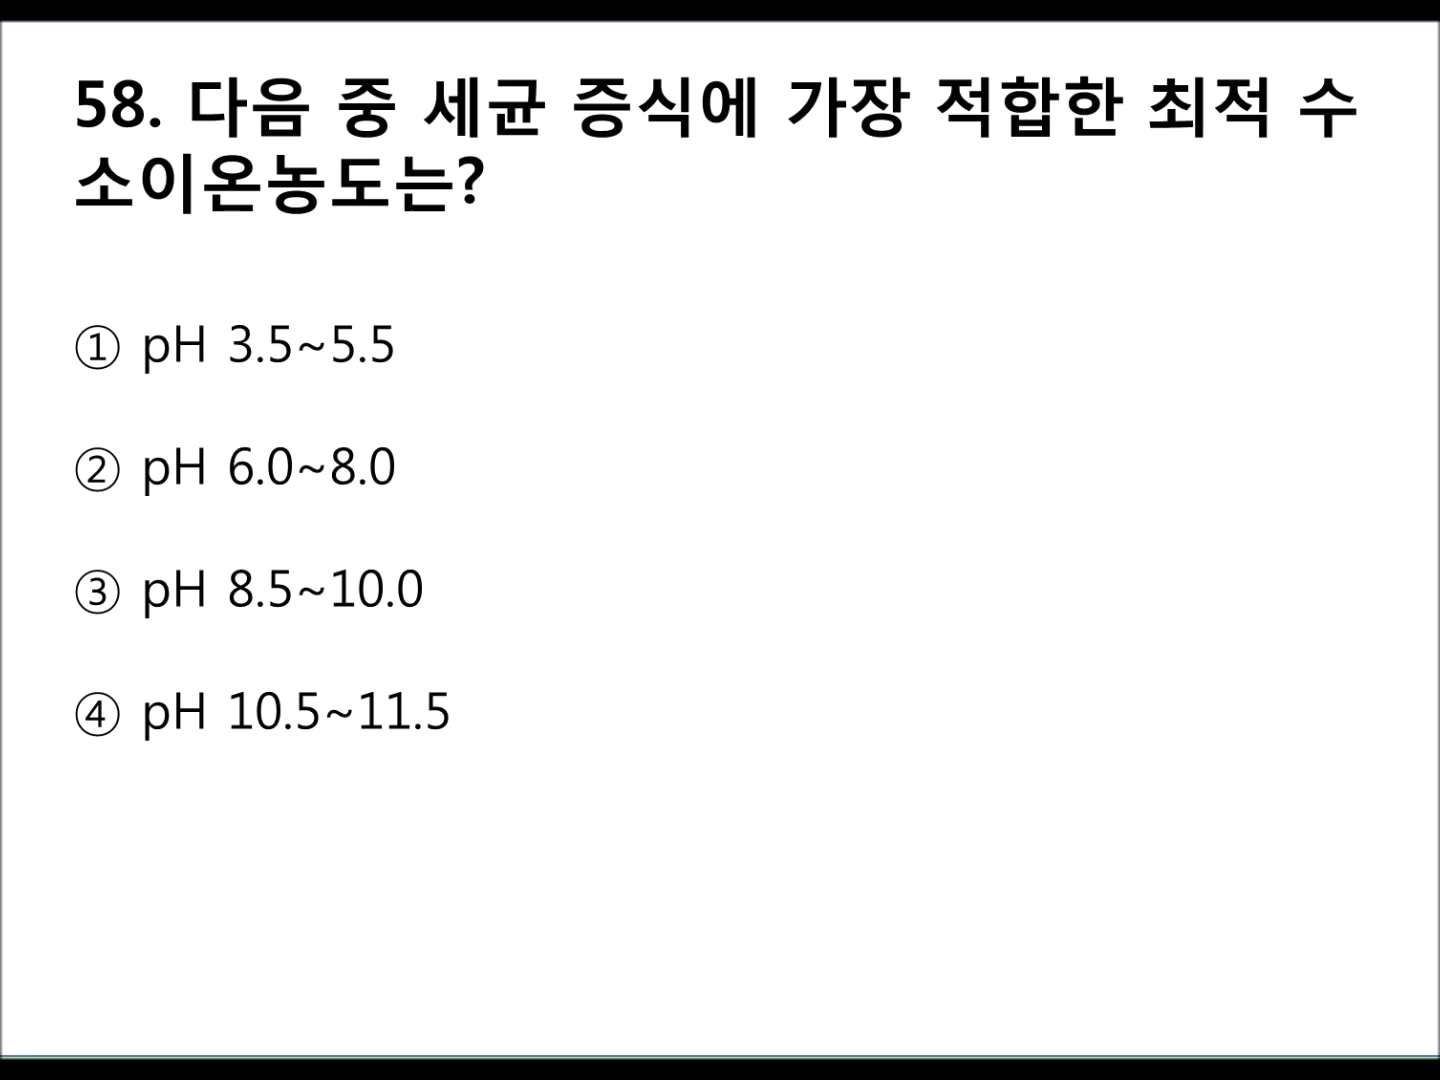 58. 다음 중 세균 증식에 가장 적합한 최적 수
소이온농도는?
① pH 3.5~5.5
② pH 6.0~8.0
③ pH 8.5~10.0
④ pH 10.5~11.5